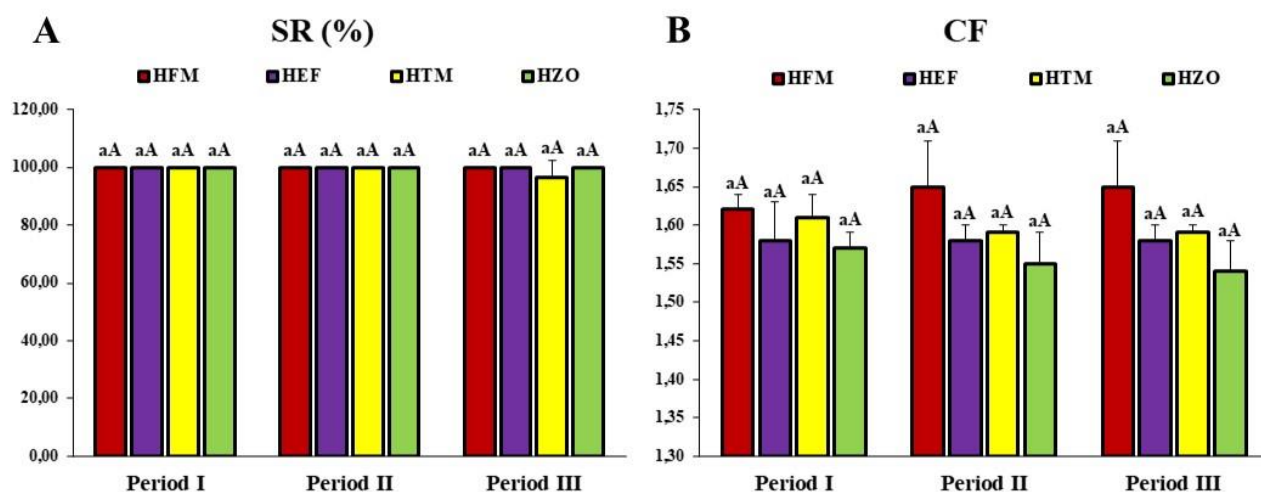 A SR (%)
HFM HEF HTM HZO
120,00
100,00
80,00
60,00
40,00
20,00
0,00
aA aA aA aA aA aA aA aA aA aA aA aA
Period I Period II Period III
B CF
HFM HEF HTM HZO
1,75
1,70
1,65
1,60
1,55
1,50
1,45
1,40
1,35
1,30
aA aA aA aA aA aA aA aA aA aA aA aA
Period I Period II Period III